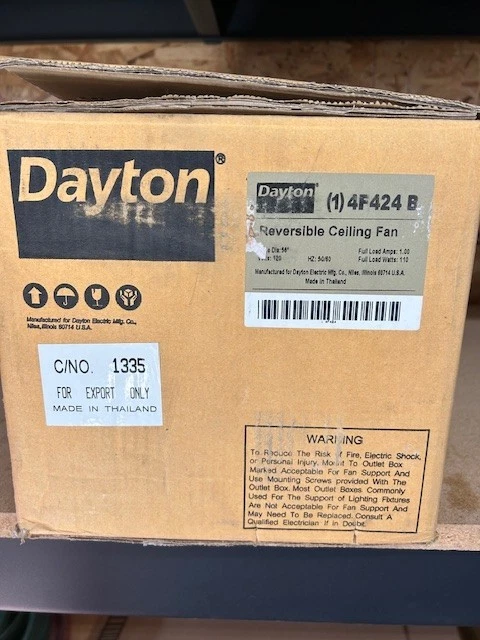 Dayton®
Dayton (1) 4F424 B
Reversible Ceiling Fan
Dia: 56" Full Load Amps: 1.00
120 HZ: 50/60 Full Load Watts: 110
Manufactured for Dayton Electric Mfg. Co., Niles, Illinois 60714 U.S.A.
Made in Thailand
Manufactured for Dayton Electric Mfg. Co.,
Niles, Illinois 60714 U.S.A.
C/NO. 1335
FOR EXPORT ONLY
MADE IN THAILAND
WARNING
To Reduce The Risk Fire, Electric Shock,
or Personal Injury, Mount To Outlet Box
Marked Acceptable For Fan Support And
Use Mounting Screws provided With The
Outlet Box. Most Outlet Boxes Commonly
Used For The Support of Lighting Fixtures
Are Not Acceptable For Fan Support And
May Need To Be Replaced. Consult A
Qualified Electrician If in Doubt.